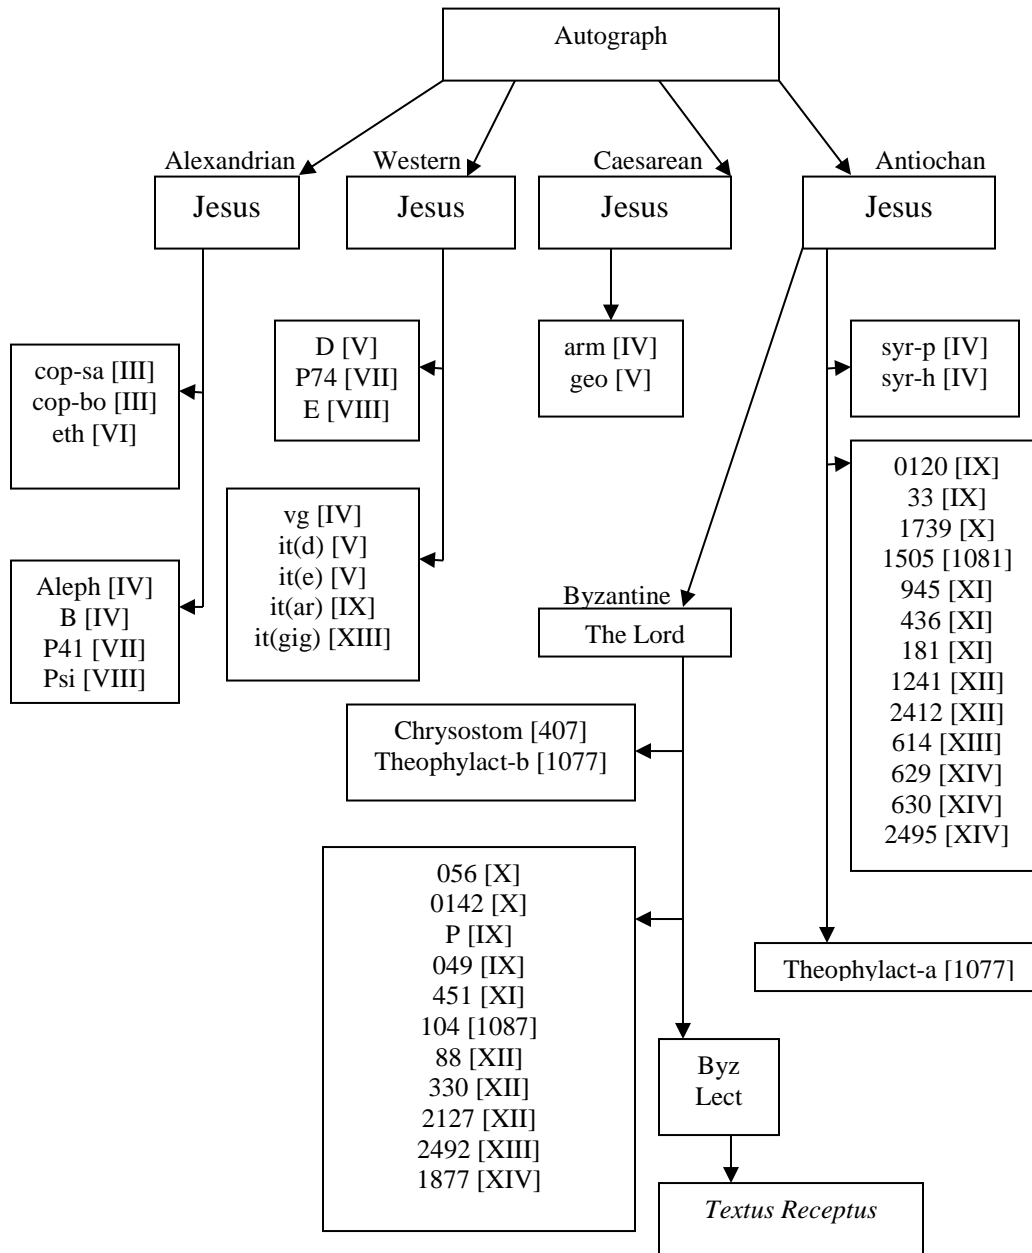 Autograph
Alexandrian
Western
Caesarean
Antiochan
Jesus
Jesus
Jesus
Jesus
cop-sa [III]
cop-bo [III]
eth [VI]
Aleph [IV]
B [IV]
P41 [VII]
Psi [VIII]
D [V]
P74 [VII]
E [VIII]
vg [IV]
it(d) [V]
it(e) [V]
it(ar) [IX]
it(gig) [XIII]
arm [IV]
geo [V]
syr-p [IV]
syr-h [IV]
0120 [IX]
33 [IX]
1739 [X]
1505 [1081]
945 [XI]
436 [XI]
181 [XI]
1241 [XII]
2412 [XII]
614 [XIII]
629 [XIV]
630 [XIV]
2495 [XIV]
Theophylact-a [1077]
Byzantine
The Lord
Chrysostom [407]
Theophylact-b [1077]
056 [X]
0142 [X]
P [IX]
049 [IX]
451 [XI]
104 [1087]
88 [XII]
330 [XII]
2127 [XII]
2492 [XIII]
1877 [XIV]
Byz
Lect
Textus Receptus